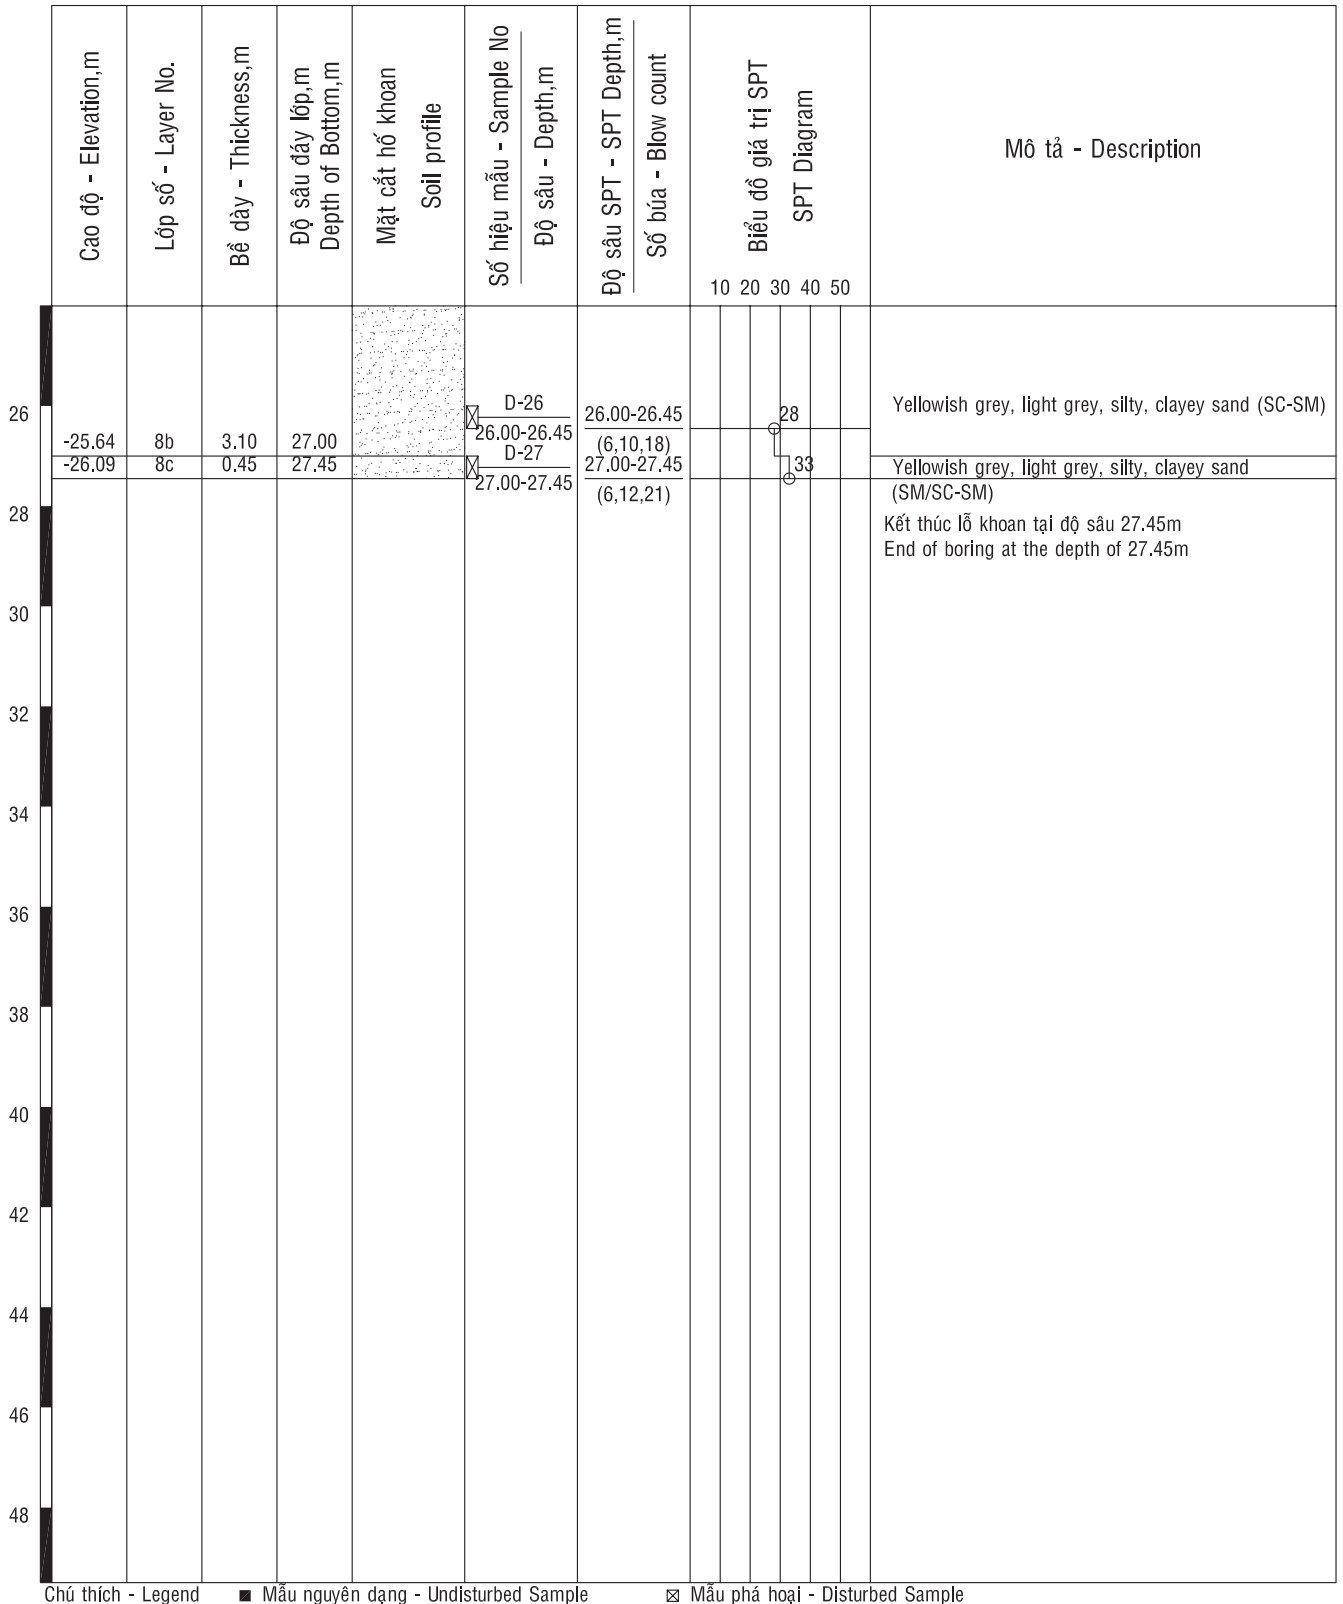 Cao độ - Elevation,m
Lớp số - Layer No.
Bề dày - Thickness,m
Độ sâu đáy lớp,m
Depth of Bottom,m
Mặt cắt hố khoan
Soil profile
Số hiệu mẫu - Sample No
Độ sâu - Depth,m
Độ sâu SPT - SPT Depth,m
Số búa - Blow count
Biểu đồ giá trị SPT
SPT Diagram
10 20 30 40 50
Mô tả - Description
26
D-26
26.00-26.45
26.00-26.45
(6,10,18)
28
Yellowish grey, light grey, silty, clayey sand (SC-SM)
-25.64 8b 3.10 27.00
-26.09 8c 0.45 27.45
D-27
27.00-27.45
27.00-27.45
(6,12,21)
33
Yellowish grey, light grey, silty, clayey sand
(SM/SC-SM)
28
Kết thúc lỗ khoan tại độ sâu 27.45m
End of boring at the depth of 27.45m
30
32
34
36
38
40
42
44
46
48
Chú thích - Legend
Mẫu nguyên dạng - Undisturbed Sample
Mẫu phá hoại - Disturbed Sample